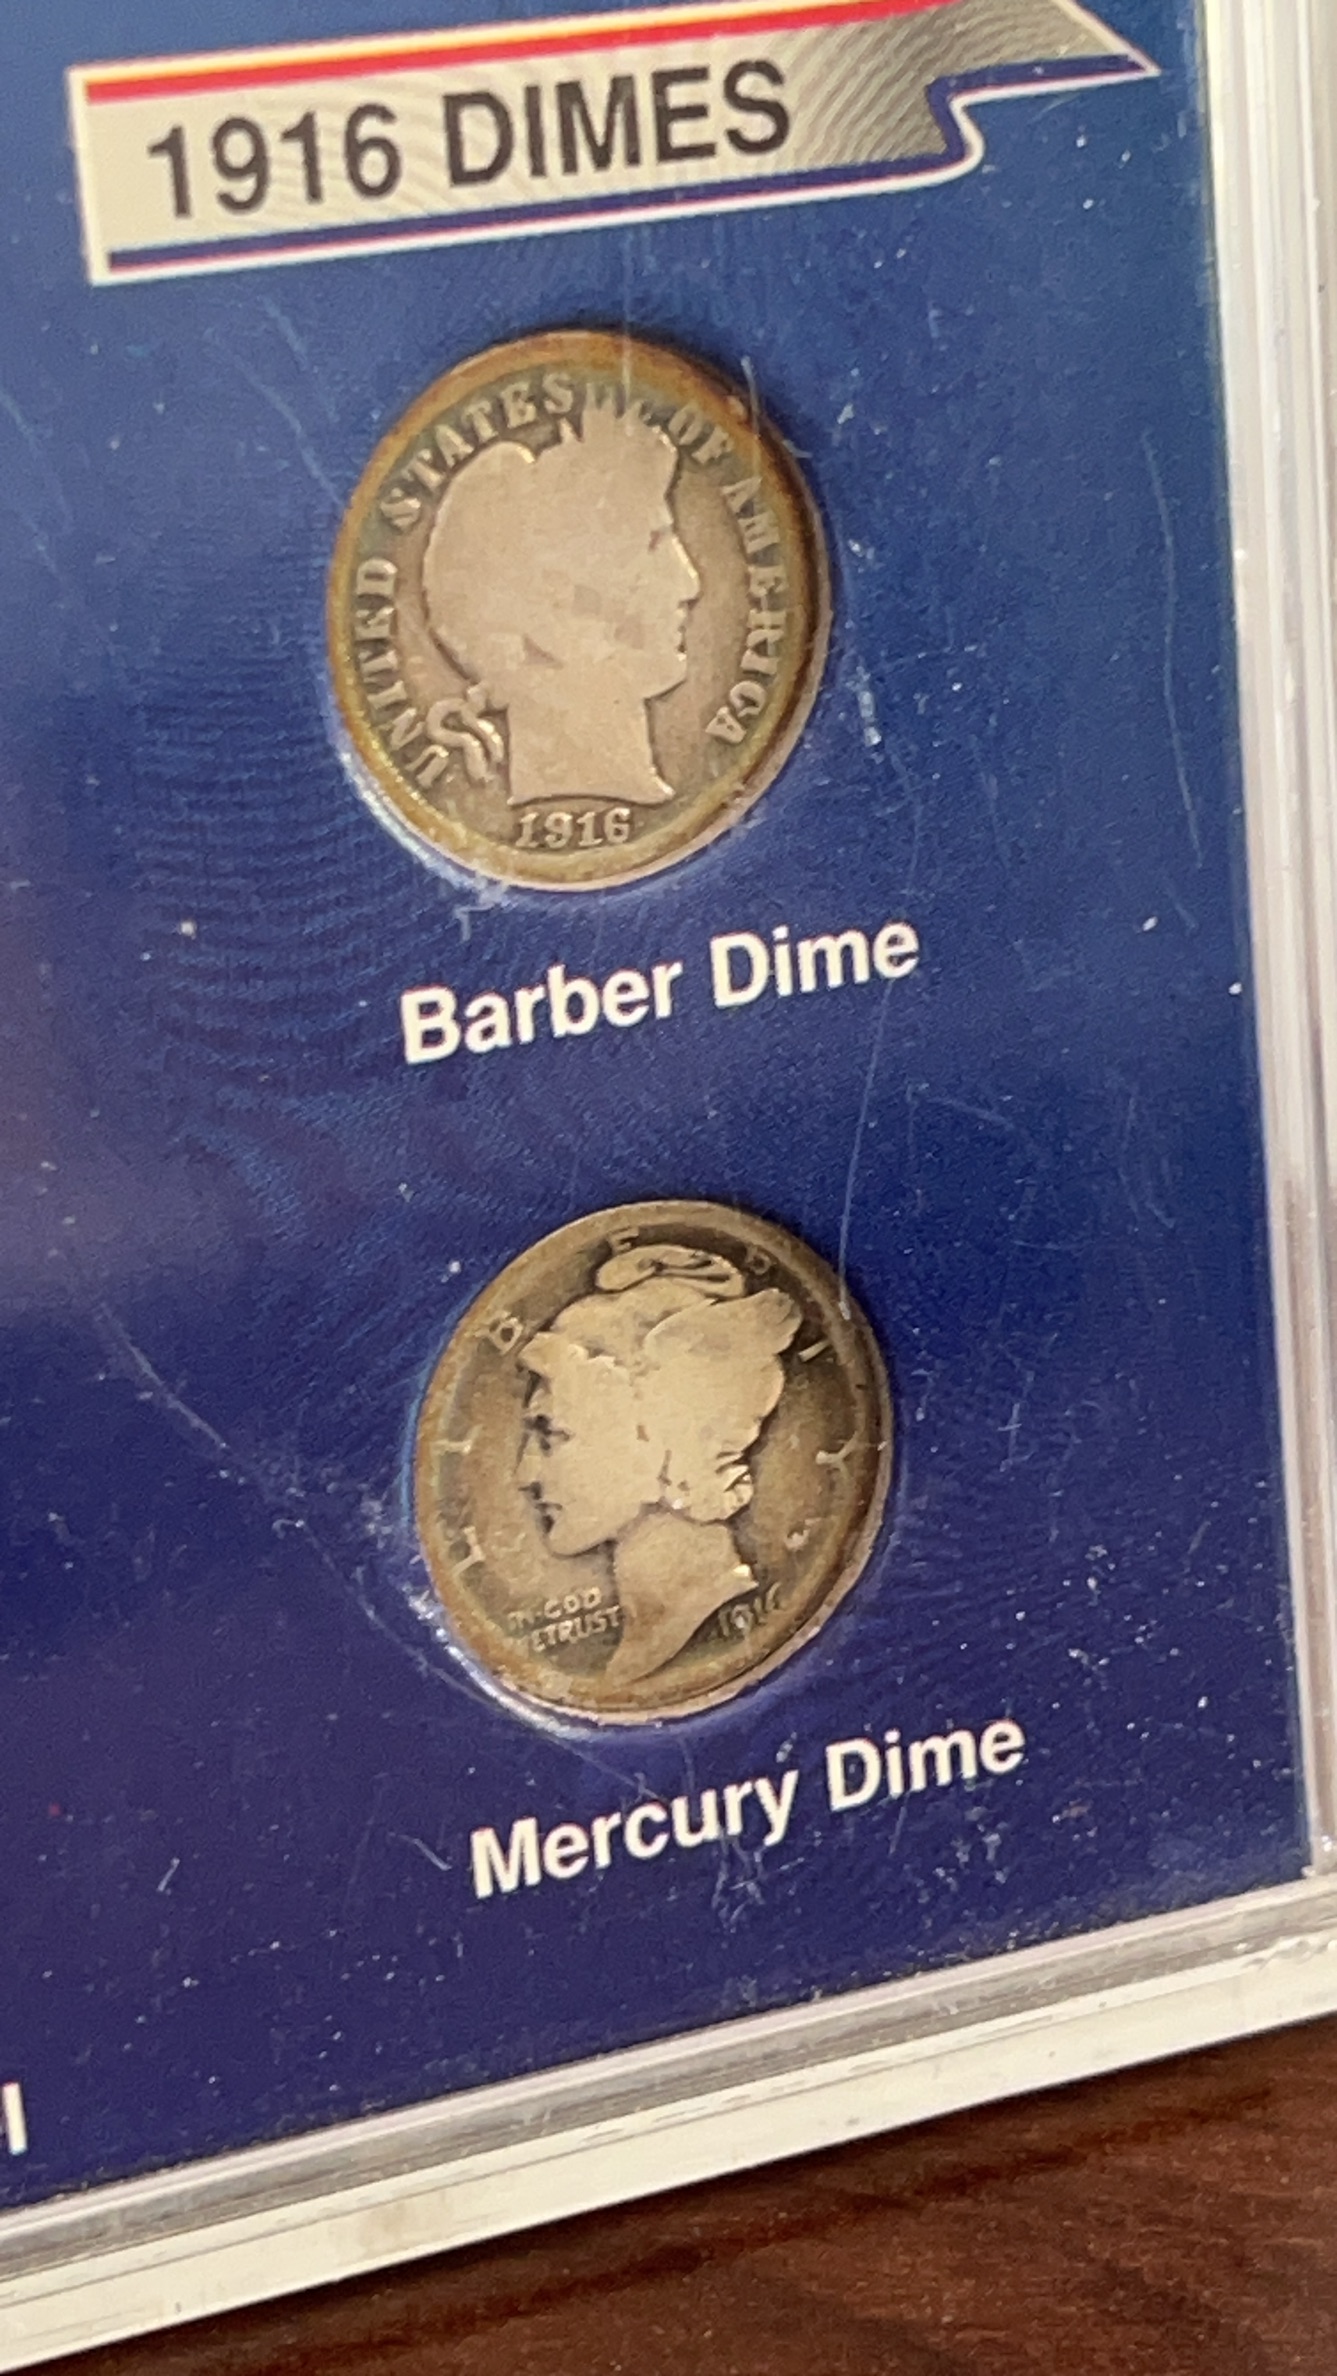 1916 DIMES
UNITED STATES OF AMERICA
1916
Barber Dime
LIBERTY
IN GOD
WE TRUST
1916
Mercury Dime